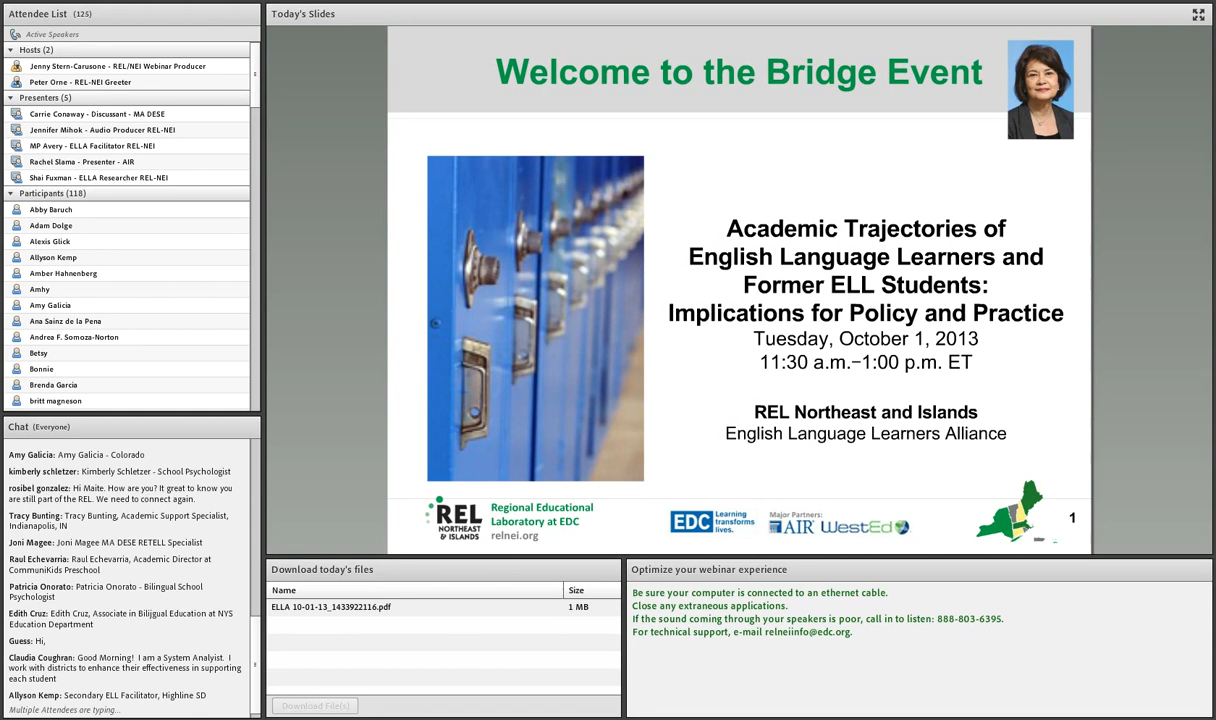 Attendee List (125)
Active Speakers
Hosts (2)
Jenny Stern-Carusone - REL/NEI Webinar Producer
Peter Orne - REL-NEI Greeter
Presenters (5)
Carrie Conaway - Discussant - MA DESE
Jennifer Mihok - Audio Producer REL-NEI
MP Avery - ELLA Facilitator REL-NEI
Rachel Slama - Presenter - AIR
Shai Fuxman - ELLA Researcher REL-NEI
Participants (118)
Abby Baruch
Adam Dolge
Alexis Glick
Allyson Kemp
Amber Hahnenberg
Amhy
Amy Galicia
Ana Sainz de la Pena
Andrea F. Somoza-Norton
Betsy
Bonnie
Brenda Garcia
britt magneson
Chat (Everyone)
Amy Galicia: Amy Galicia - Colorado
kimberly schletzer: Kimberly Schletzer - School Psychologist
rosibel gonzalez: Hi Maite. How are you? It great to know you
are still part of the REL. We need to connect again.
Tracy Bunting: Tracy Bunting, Academic Support Specialist,
Indianapolis, IN
Joni Magee: Joni Magee MA DESE RETELL Specialist
Raul Echevarria: Raul Echevarria, Academic Director at
CommuniKids Preschool
Patricia Onorato: Patricia Onorato - Bilingual School
Psychologist
Edith Cruz: Edith Cruz, Associate in Bilijgual Education at NYS
Education Department
Guess: Hi,
Claudia Coughran: Good Morning! I am a System Analyist. I
work with districts to enhance their effectiveness in supporting
each student
Allyson Kemp: Secondary ELL Facilitator, Highline SD
Multiple Attendees are typing...
Today's Slides
Welcome to the Bridge Event
Academic Trajectories of
English Language Learners and
Former ELL Students:
Implications for Policy and Practice
Tuesday, October 1, 2013
11:30 a.m.–1:00 p.m. ET
REL Northeast and Islands
English Language Learners Alliance
REL
NORTHEAST
& ISLANDS
Regional Educational
Laboratory at EDC
relnei.org
EDC Learning
transforms
lives.
Major Partners:
AIR WestEd
1
Download today's files
Name Size
ELLA 10-01-13_1433922116.pdf 1 MB
Download File(s)
Optimize your webinar experience
Be sure your computer is connected to an ethernet cable.
Close any extraneous applications.
If the sound coming through your speakers is poor, call in to listen: 888-803-6395.
For technical support, e-mail relneiinfo@edc.org.